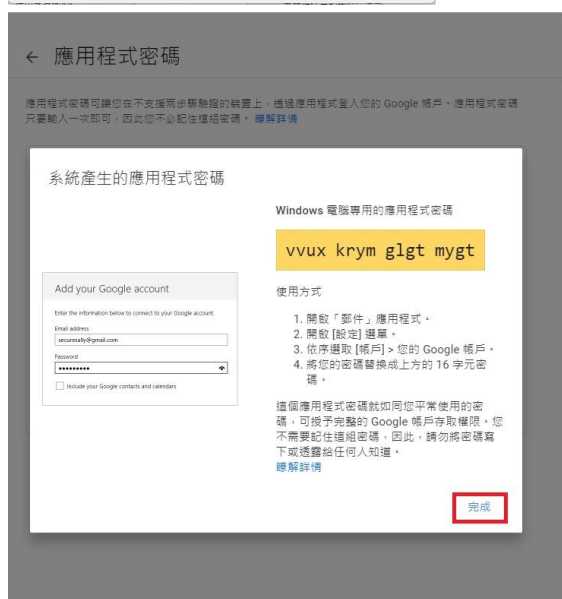 ← 應用程式密碼
應用程式密碼可讓您在不支援兩步驟驗證的裝置上，透過應用程式登入您的 Google 帳戶。應用程式密碼
只要輸入一次即可，因此您不必記住這組密碼。瞭解詳情
系統產生的應用程式密碼
Windows 電腦專用的應用程式密碼
vvux krym glgt mygt
Add your Google account
Enter the information below to connect to your Google account.
Email address
securesally@gmail.com
Password
•••••••••
Include your Google contacts and calendars
使用方式
1. 開啟「郵件」應用程式。
2. 開啟 [設定] 選單。
3. 依序選取 [帳戶] > 您的 Google 帳戶。
4. 將您的密碼替換成上方的 16 字元密
碼。
這個應用程式密碼就如同您平常使用的密
碼，可授予完整的 Google 帳戶存取權限。您
不需要記住這組密碼，因此，請勿將密碼寫
下或透露給任何人知道。
瞭解詳情
完成